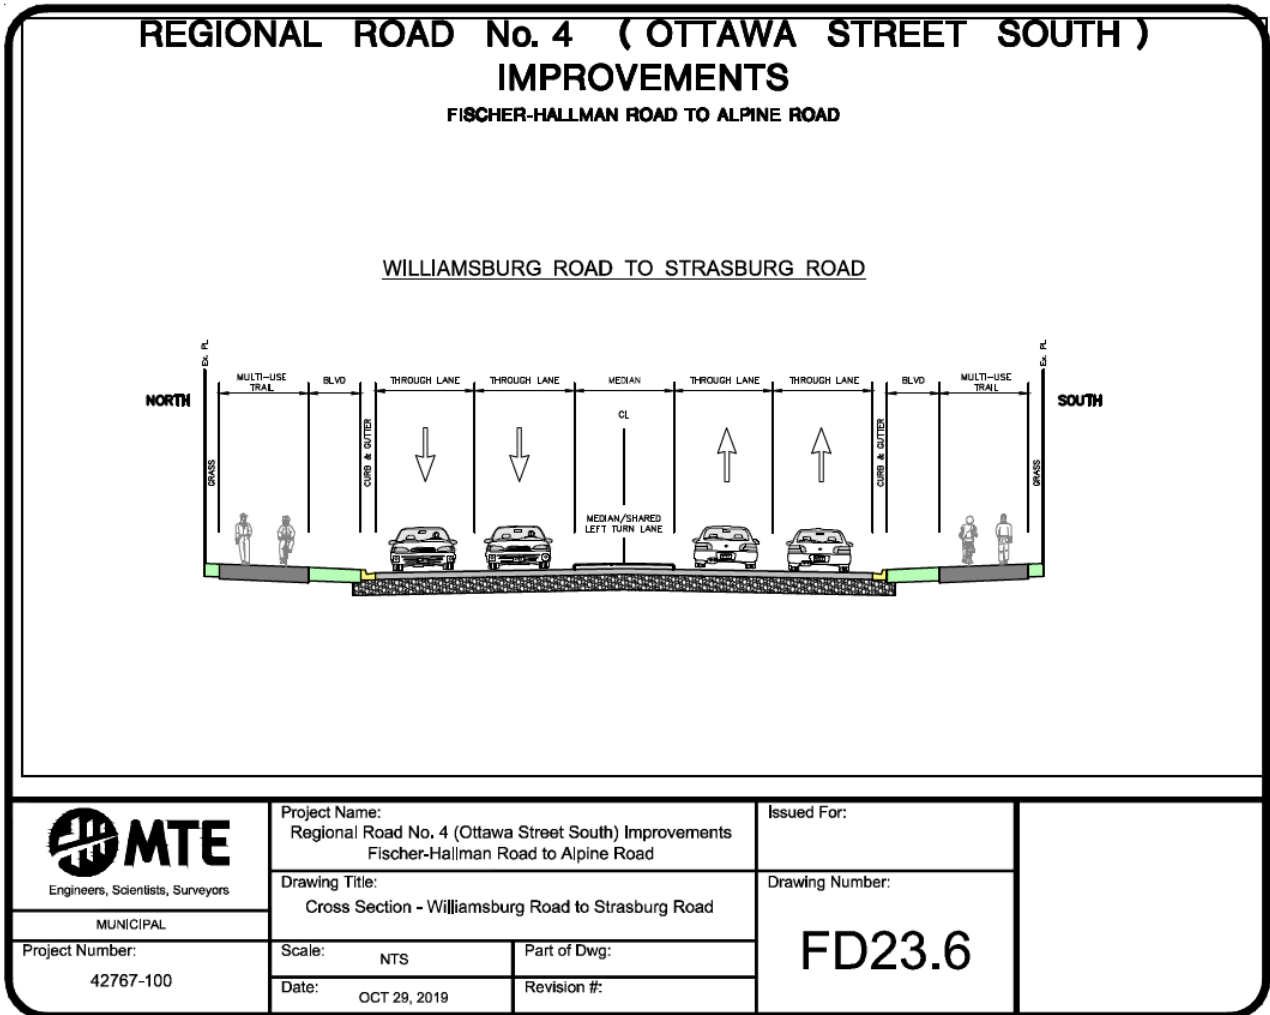 REGIONAL ROAD No. 4 ( OTTAWA STREET SOUTH )
IMPROVEMENTS
FISCHER-HALLMAN ROAD TO ALPINE ROAD
WILLIAMSBURG ROAD TO STRASBURG ROAD
Ex. PL
Ex. PL
MULTI-USE
TRAIL
BLVD
THROUGH LANE
THROUGH LANE
MEDIAN
THROUGH LANE
THROUGH LANE
BLVD
MULTI-USE
TRAIL
NORTH
SOUTH
CL
GRASS
CURB & GUTTER
CURB & GUTTER
GRASS
MEDIAN/SHARED
LEFT TURN LANE
MTE
Engineers, Scientists, Surveyors
MUNICIPAL
Project Number:
42767-100
Project Name:
Regional Road No. 4 (Ottawa Street South) Improvements
Fischer-Hallman Road to Alpine Road
Drawing Title:
Cross Section - Williamsburg Road to Strasburg Road
Scale:
NTS
Part of Dwg:
Date:
OCT 29, 2019
Revision #:
Issued For:
Drawing Number:
FD23.6